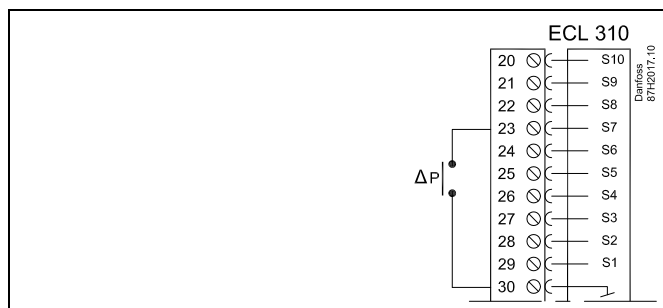 ECL 310
20 S10
21 S9
22 S8
23 S7
24 S6
25 S5
26 S4
27 S3
28 S2
29 S1
30
ΔP
Danfoss
87H2017.10